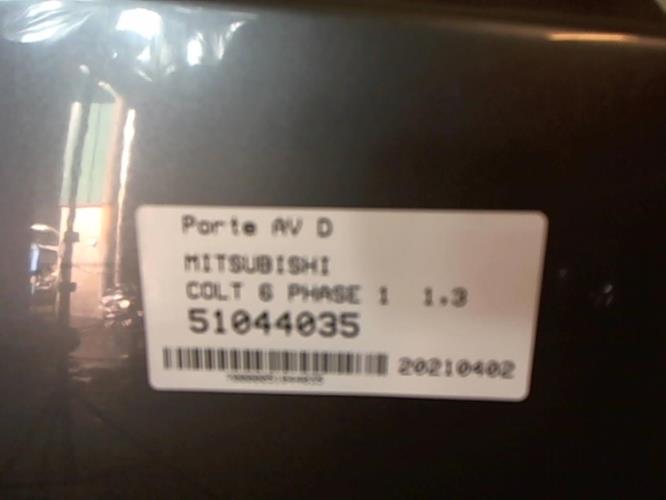 Porte AV D
MITSUBISHI
COLT 6 PHASE 1 1.3
51044035
20210402